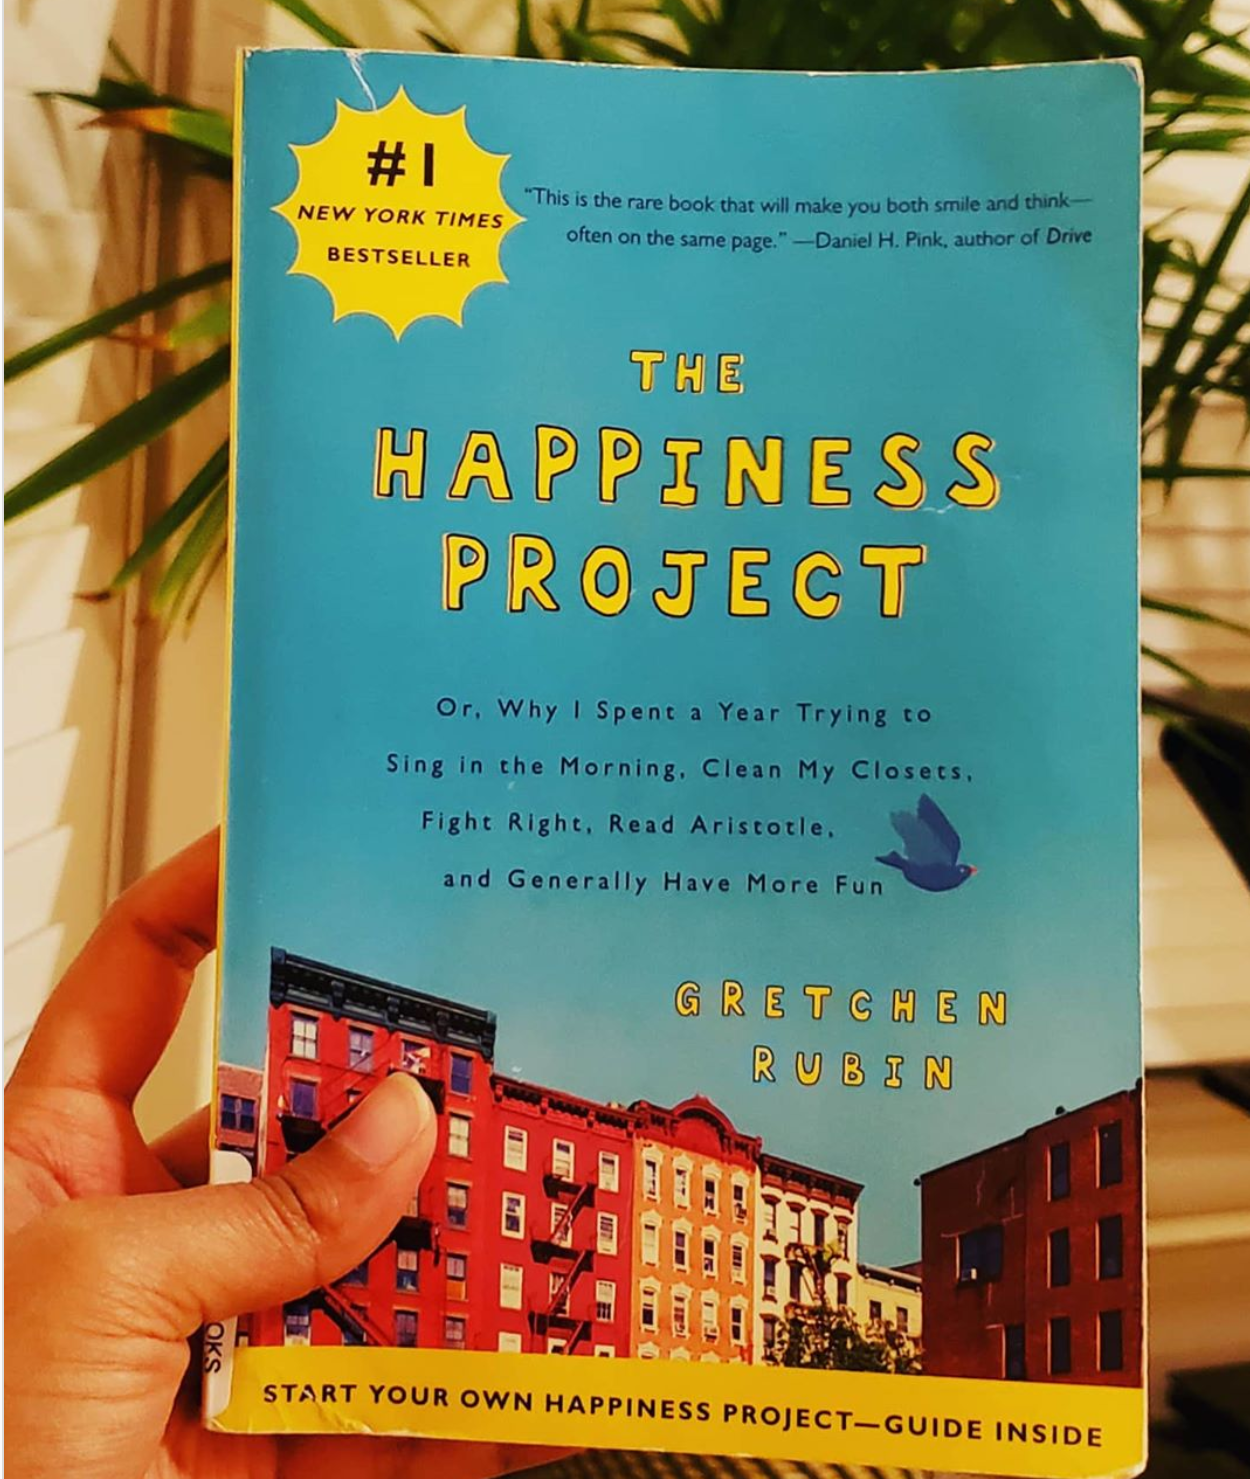 #1
NEW YORK TIMES
BESTSELLER
“This is the rare book that will make you both smile and think—
often on the same page.” —Daniel H. Pink, author of Drive
THE
HAPPINESS
PROJECT
Or, Why I Spent a Year Trying to
Sing in the Morning, Clean My Closets,
Fight Right, Read Aristotle,
and Generally Have More Fun
GRETCHEN
RUBIN
START YOUR OWN HAPPINESS PROJECT—GUIDE INSIDE